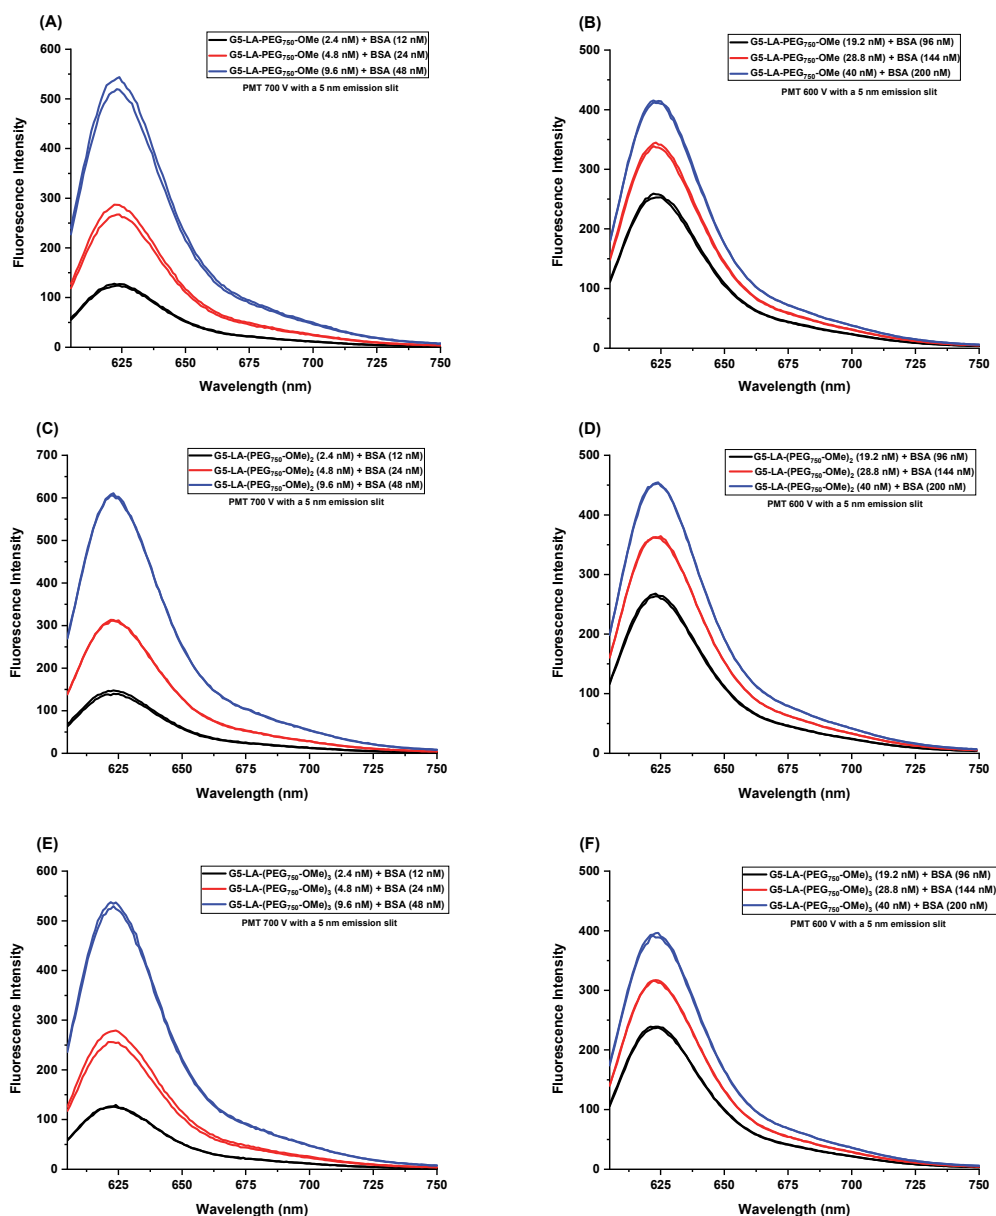 (A)
G5-LA-PEG750-OMe (2.4 nM) + BSA (12 nM)
G5-LA-PEG750-OMe (4.8 nM) + BSA (24 nM)
G5-LA-PEG750-OMe (9.6 nM) + BSA (48 nM)
PMT 700 V with a 5 nm emission slit
600
500
400
300
200
100
0
Fluorescence Intensity
625
650
675
700
725
750
Wavelength (nm)
(B)
G5-LA-PEG750-OMe (19.2 nM) + BSA (96 nM)
G5-LA-PEG750-OMe (28.8 nM) + BSA (144 nM)
G5-LA-PEG750-OMe (40 nM) + BSA (200 nM)
PMT 600 V with a 5 nm emission slit
500
400
300
200
100
0
Fluorescence Intensity
625
650
675
700
725
750
Wavelength (nm)
(C)
G5-LA-(PEG750-OMe)2 (2.4 nM) + BSA (12 nM)
G5-LA-(PEG750-OMe)2 (4.8 nM) + BSA (24 nM)
G5-LA-(PEG750-OMe)2 (9.6 nM) + BSA (48 nM)
PMT 700 V with a 5 nm emission slit
700
600
500
400
300
200
100
0
Fluorescence Intensity
625
650
675
700
725
750
Wavelength (nm)
(D)
G5-LA-(PEG750-OMe)2 (19.2 nM) + BSA (96 nM)
G5-LA-(PEG750-OMe)2 (28.8 nM) + BSA (144 nM)
G5-LA-(PEG750-OMe)2 (40 nM) + BSA (200 nM)
PMT 600 V with a 5 nm emission slit
500
400
300
200
100
0
Fluorescence Intensity
625
650
675
700
725
750
Wavelength (nm)
(E)
G5-LA-(PEG750-OMe)3 (2.4 nM) + BSA (12 nM)
G5-LA-(PEG750-OMe)3 (4.8 nM) + BSA (24 nM)
G5-LA-(PEG750-OMe)3 (9.6 nM) + BSA (48 nM)
PMT 700 V with a 5 nm emission slit
600
500
400
300
200
100
0
Fluorescence Intensity
625
650
675
700
725
750
Wavelength (nm)
(F)
G5-LA-(PEG750-OMe)3 (19.2 nM) + BSA (96 nM)
G5-LA-(PEG750-OMe)3 (28.8 nM) + BSA (144 nM)
G5-LA-(PEG750-OMe)3 (40 nM) + BSA (200 nM)
PMT 600 V with a 5 nm emission slit
500
400
300
200
100
0
Fluorescence Intensity
625
650
675
700
725
750
Wavelength (nm)